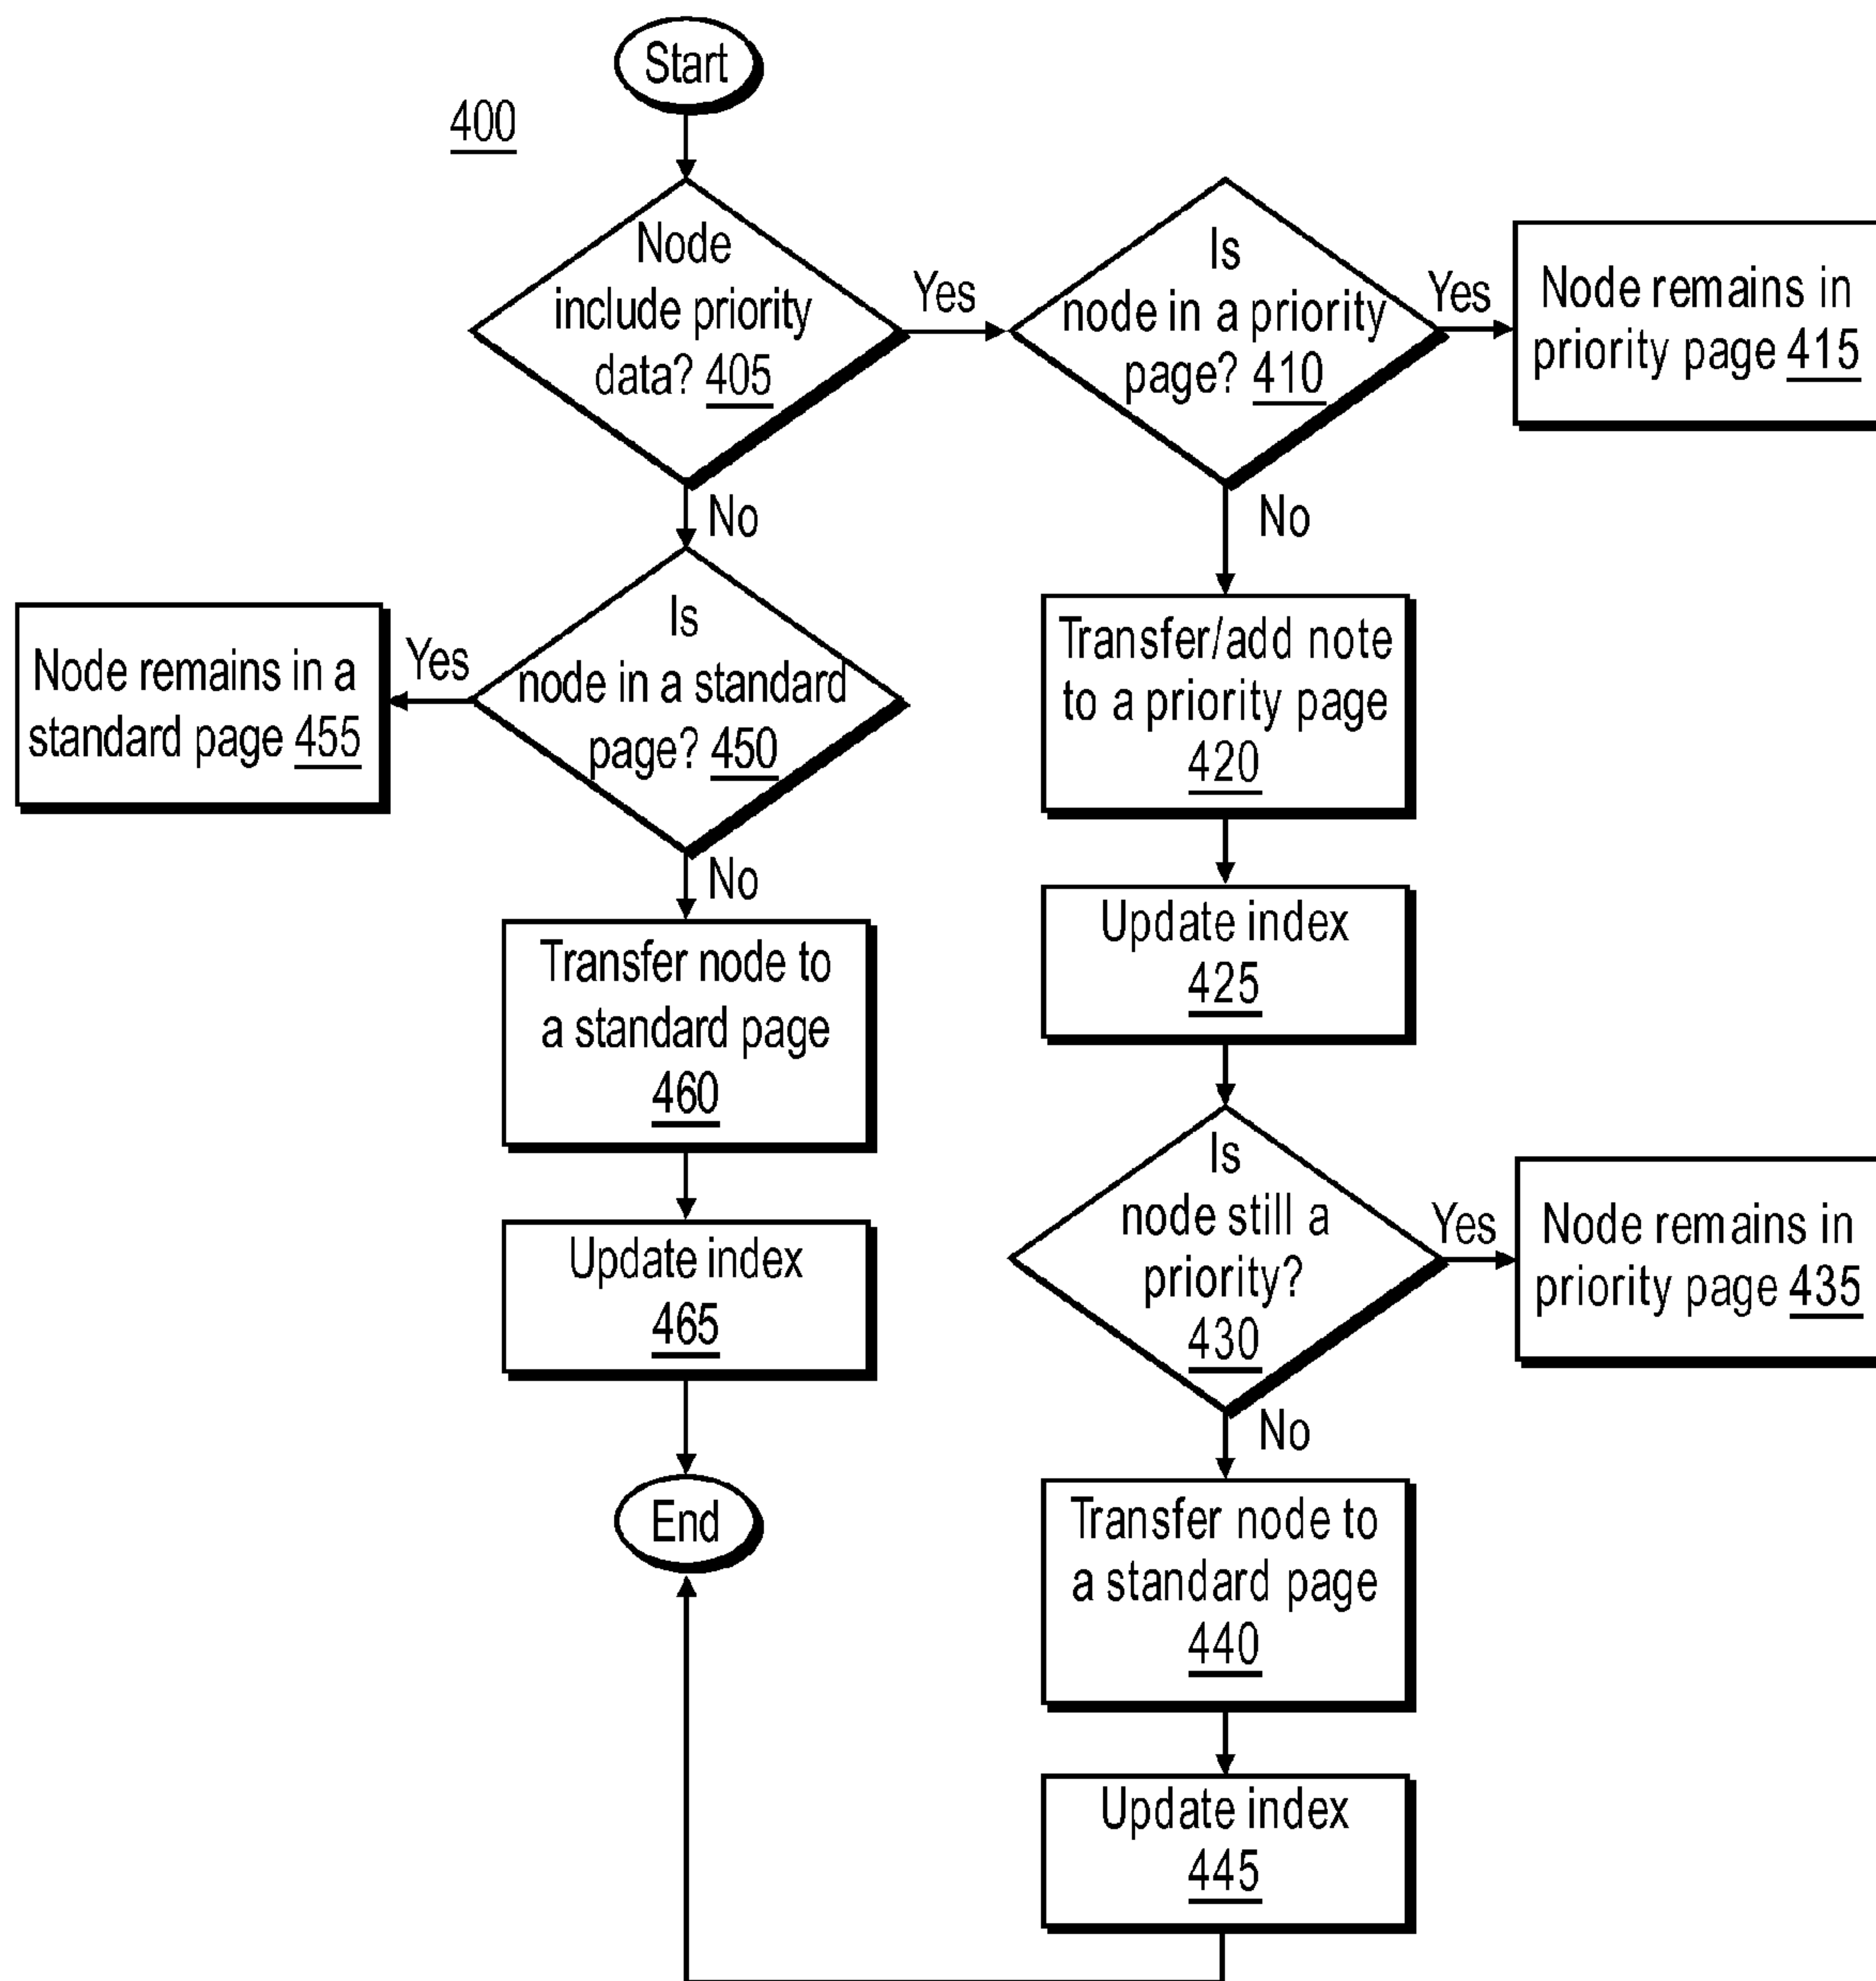 Start
400
Node
include priority
data? 405
Yes
Is
node in a priority
page? 410
Yes
Node remains in
priority page 415
No
No
Is
node in a standard
page? 450
Yes
Node remains in a
standard page 455
Transfer/add note
to a priority page
420
No
Update index
425
Transfer node to
a standard page
460
Is
node still a
priority?
430
Yes
Node remains in
priority page 435
Update index
465
No
End
Transfer node to
a standard page
440
Update index
445